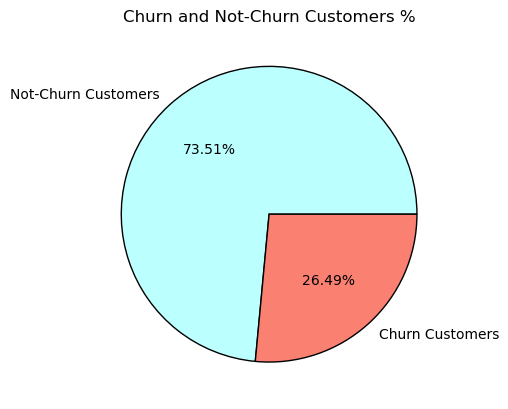 Churn and Not-Churn Customers %
Not-Churn Customers
73.51%
26.49%
Churn Customers